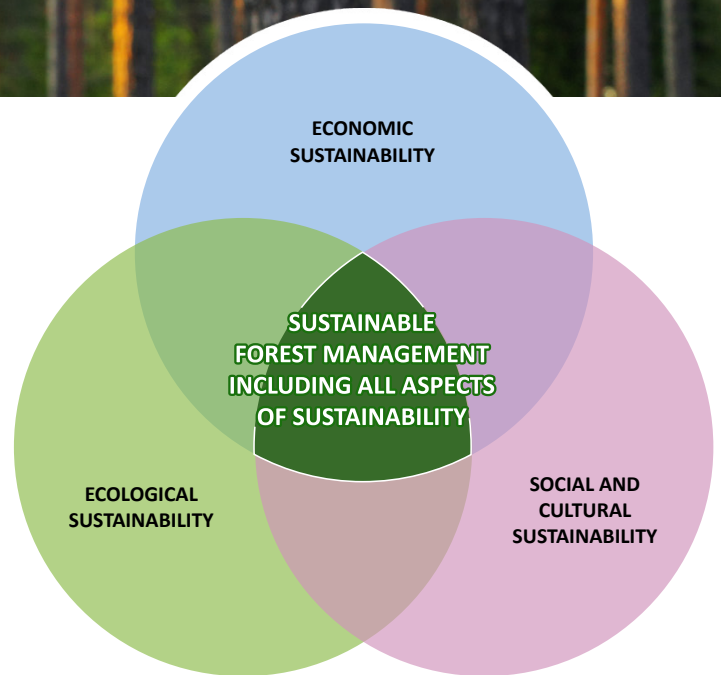 ECONOMIC
SUSTAINABILITY
SUSTAINABLE
FOREST MANAGEMENT
INCLUDING ALL ASPECTS
OF SUSTAINABILITY
ECOLOGICAL
SUSTAINABILITY
SOCIAL AND
CULTURAL
SUSTAINABILITY